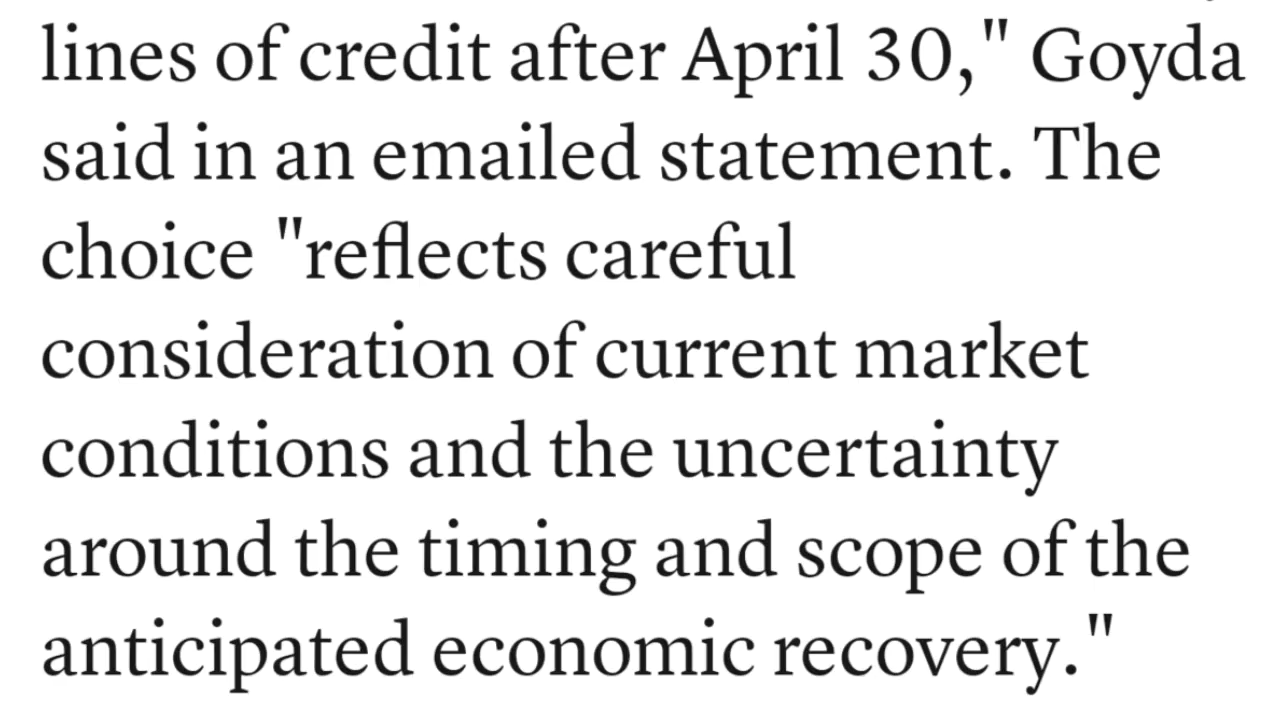 lines of credit after April 30," Goyda
said in an emailed statement. The
choice "reflects careful
consideration of current market
conditions and the uncertainty
around the timing and scope of the
anticipated economic recovery."